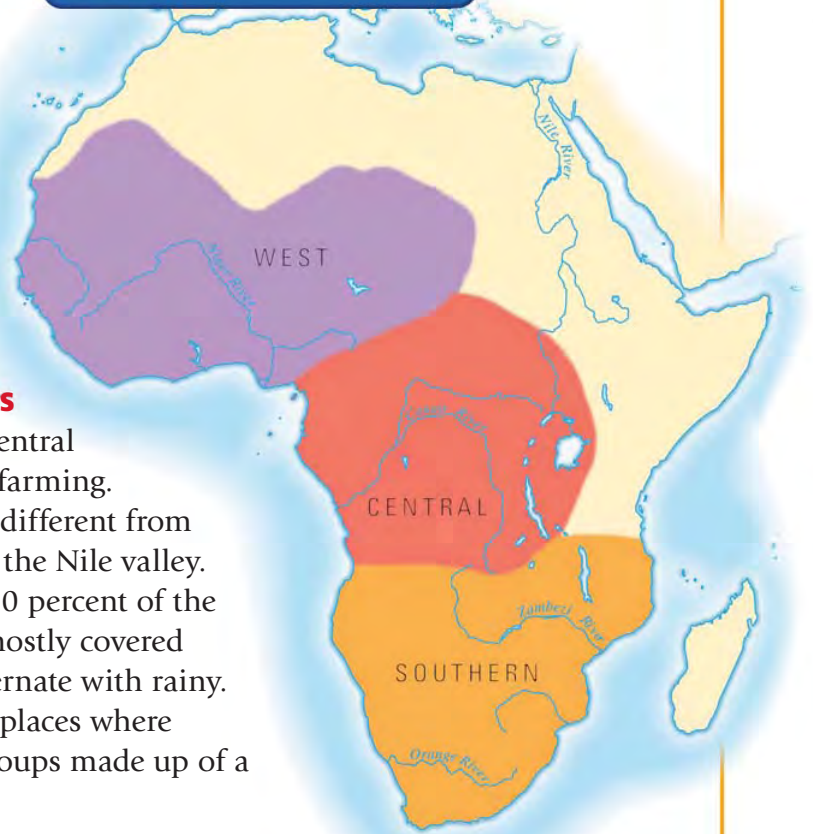 Nile River
WEST
Niger River
s
entral
farming.
different from
the Nile valley.
0 percent of the
nostly covered
ernate with rainy.
places where
oups made up of a
Congo River
CENTRAL
Zambezi River
SOUTHERN
Orange River